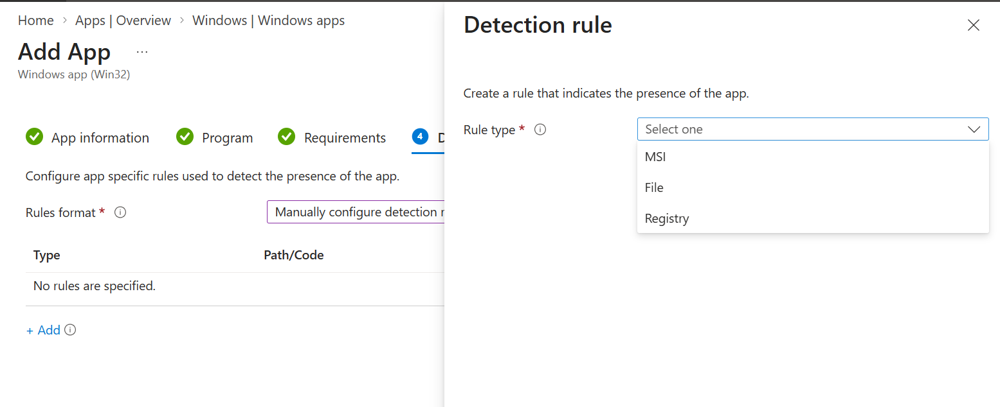 Home > Apps | Overview > Windows | Windows apps
Add App ...
Windows app (Win32)
App information
Program
Requirements
4
Configure app specific rules used to detect the presence of the app.
Rules format * 
Manually configure detection
Type Path/Code
No rules are specified.
+ Add
Detection rule
Create a rule that indicates the presence of the app.
Rule type *
Select one
MSI
File
Registry